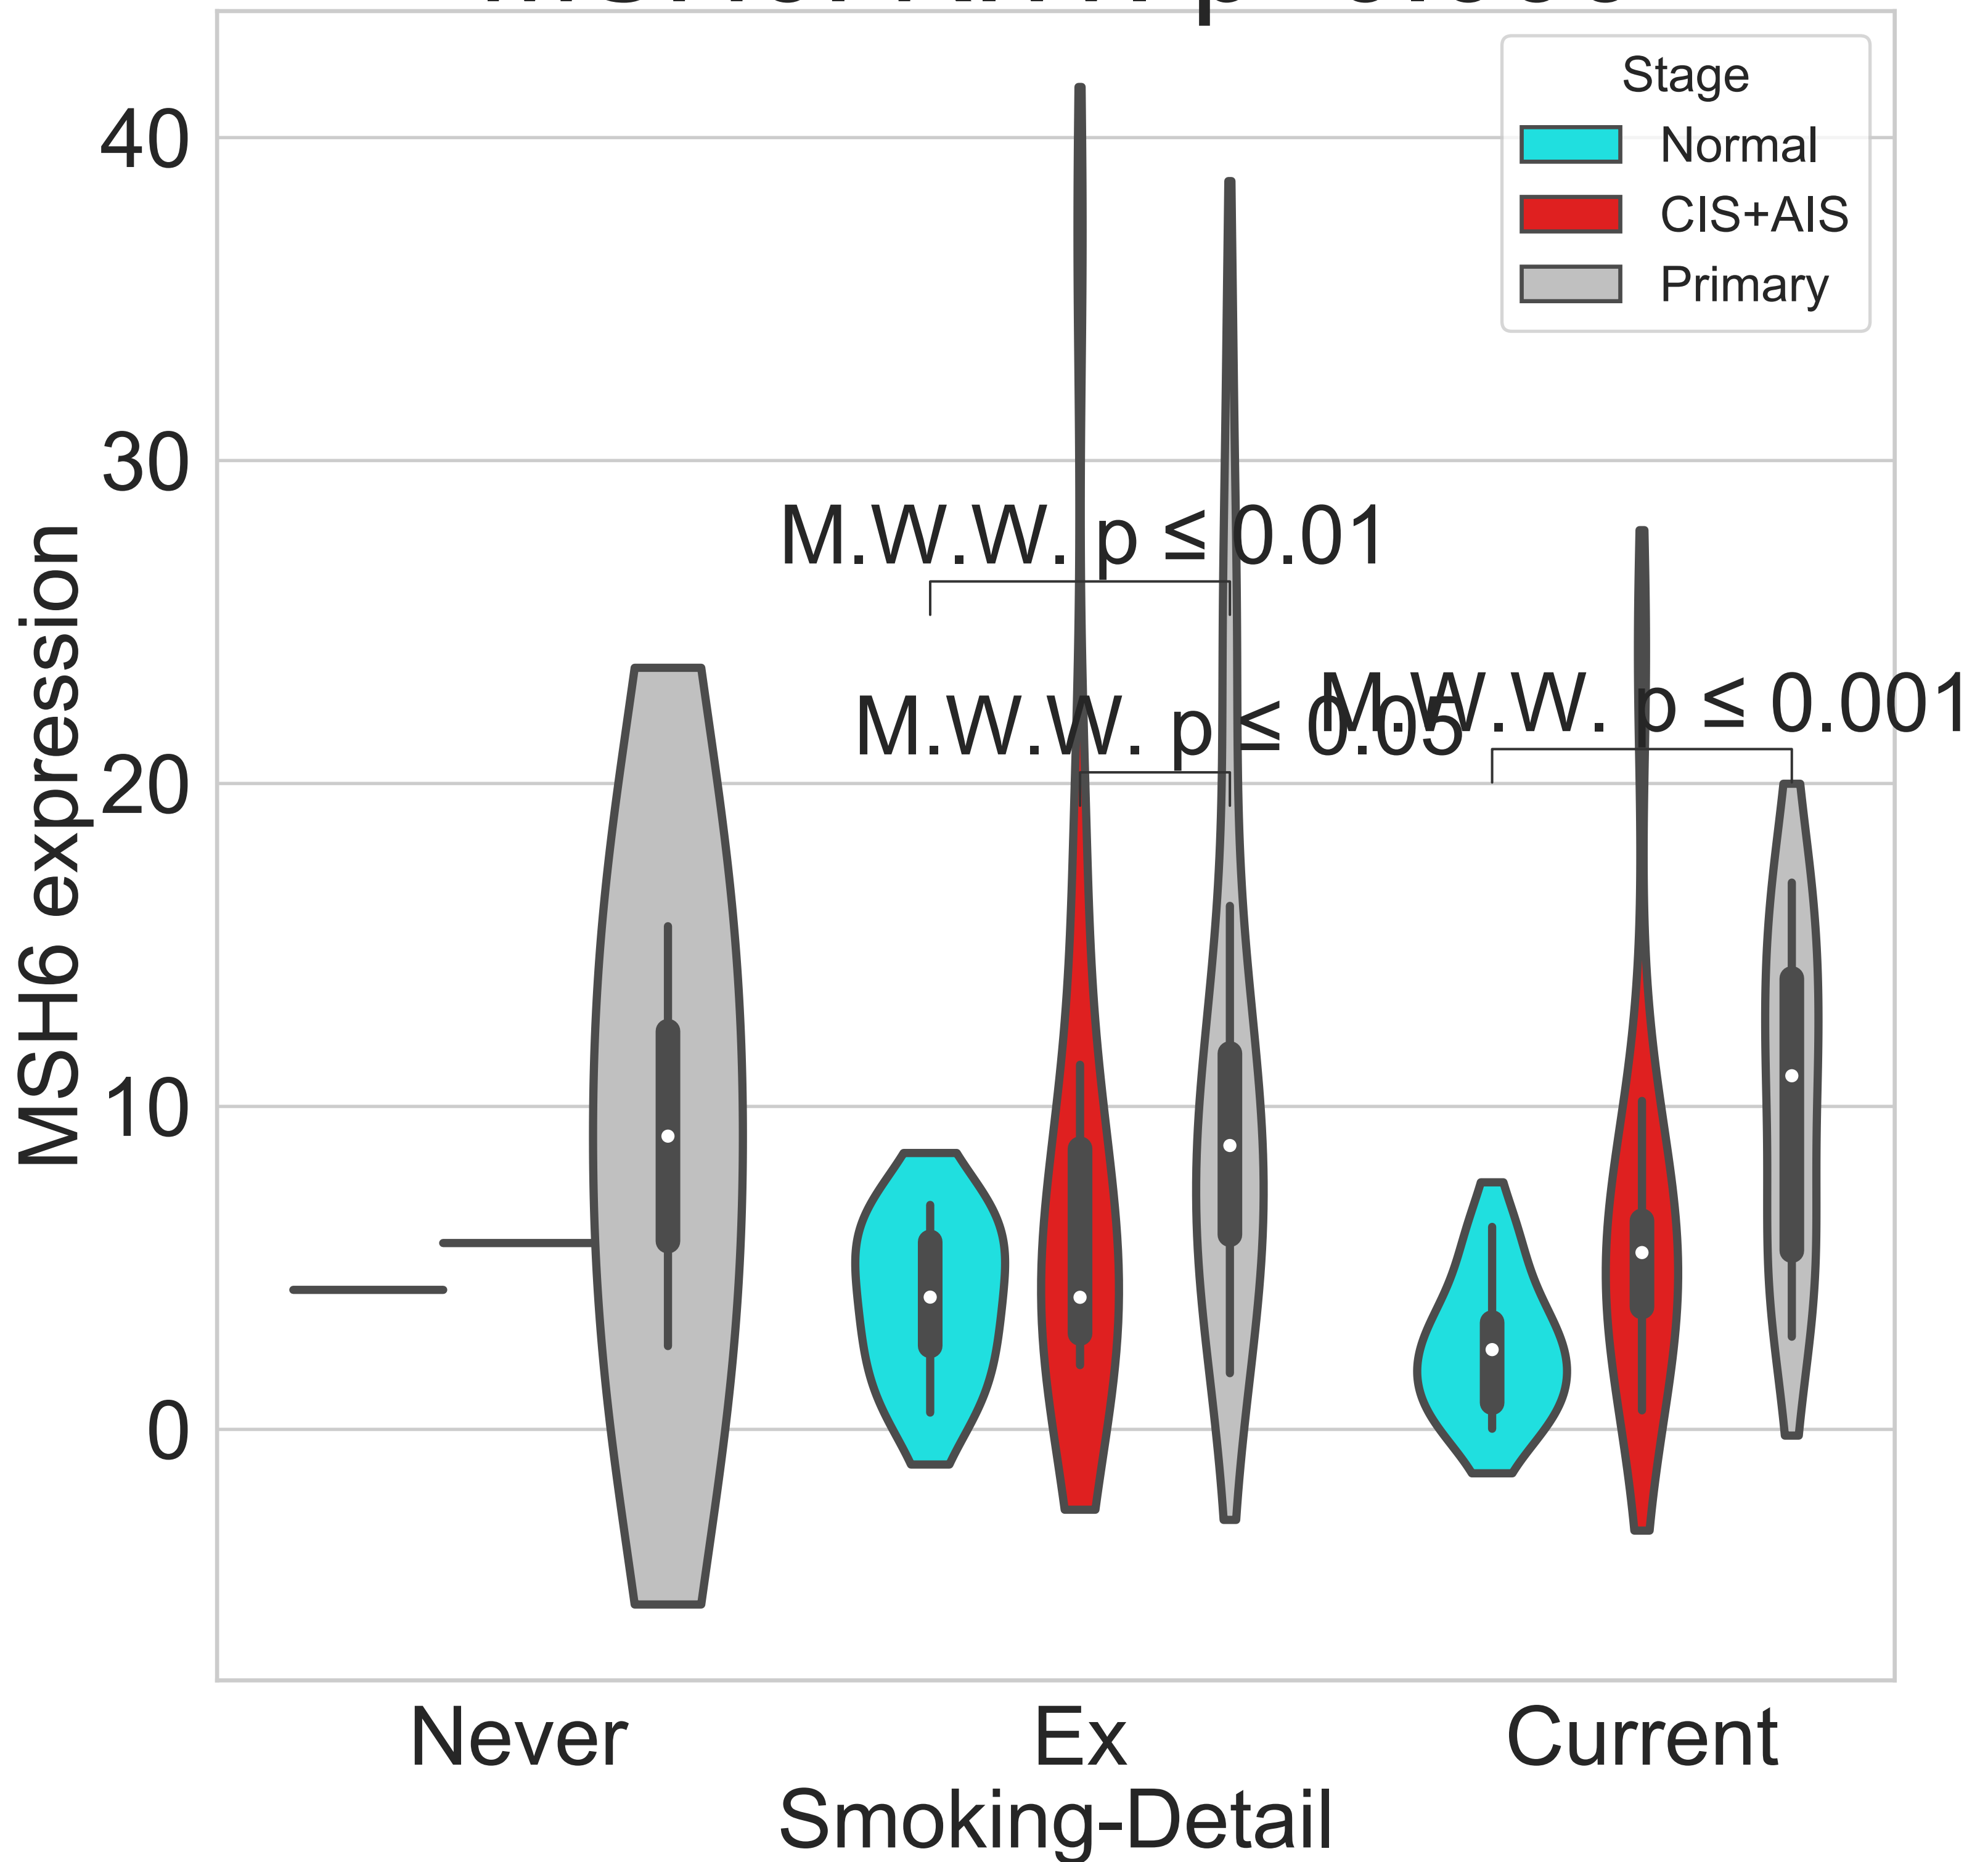 Stage
Normal
CIS+AIS
Primary
40
30
20
10
0
MSH6 expression
M.W.W. p ≤ 0.01
M.W.W. p ≤ 0.05
M.W.W. p ≤ 0.001
Never
Ex
Current
Smoking-Detail